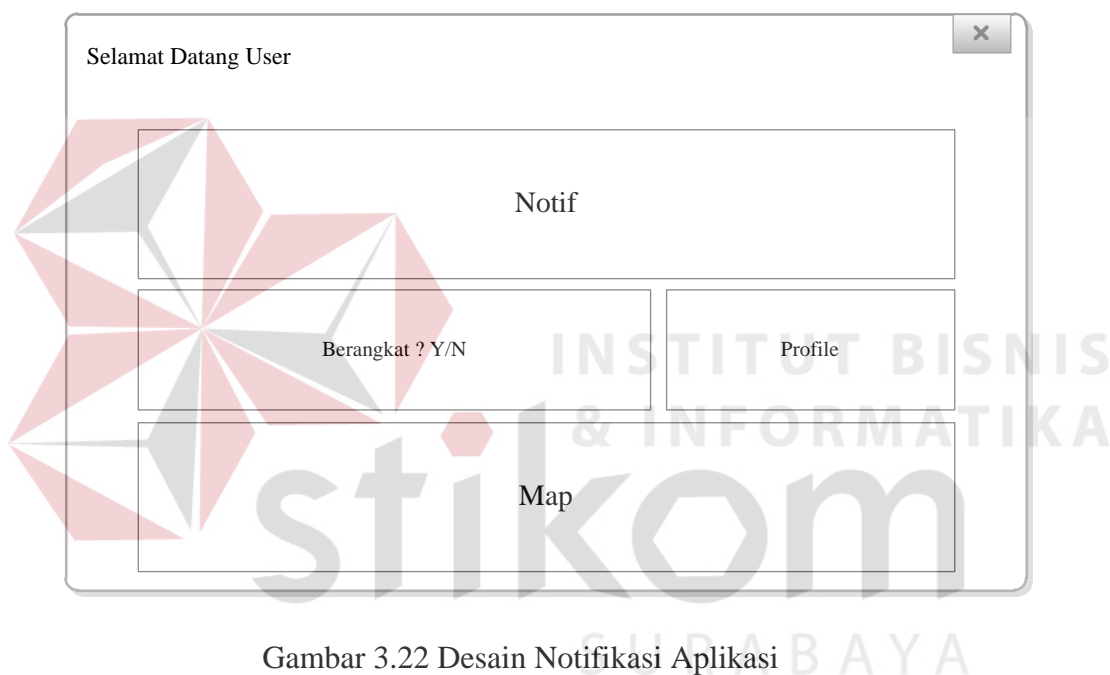 Selamat Datang User
Notif
Berangkat ? Y/N
Profile
INSTITUT BISNIS
& INFORMATIKA
Map
stikom
SURABAYA
Gambar 3.22 Desain Notifikasi Aplikasi